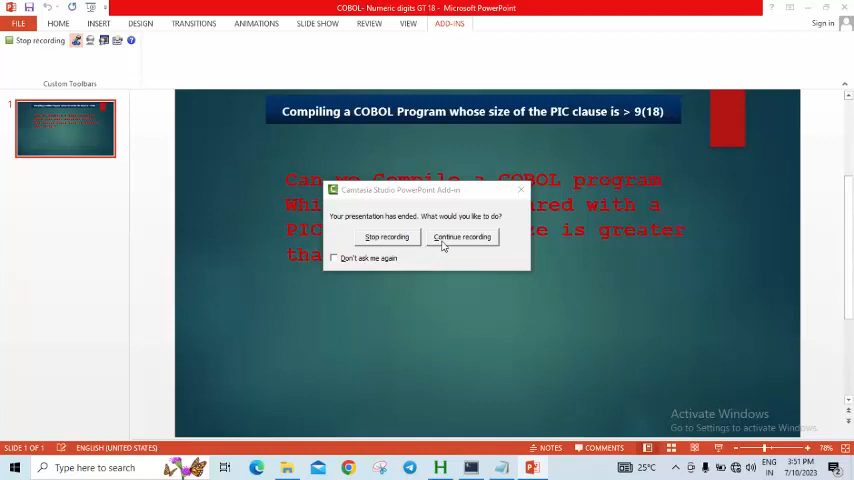 COBOL- Numeric digits GT 18 - Microsoft PowerPoint
FILE HOME INSERT DESIGN TRANSITIONS ANIMATIONS SLIDE SHOW REVIEW VIEW ADD-INS Sign in
Stop recording
Custom Toolbars
1
Compiling a COBOL Program whose size of the PIC clause is > 9(18)
Can we Compile a COBOL program
Whi
red with a
PIC
ze is greater
tha
Camtasia Studio PowerPoint Add-in
Your presentation has ended. What would you like to do?
Stop recording Continue recording
Don't ask me again
Activate Windows
Go to Settings to activate Windows.
SLIDE 1 OF 1 ENGLISH (UNITED STATES) NOTES COMMENTS 78%
Type here to search
25°C ENG 3:51 PM
IN 7/10/2023 2